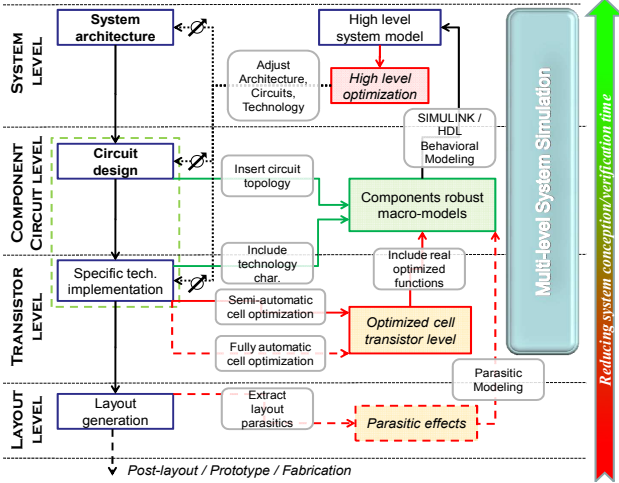 SYSTEM
LEVEL
System
architecture
High level
system model
Adjust
Architecture,
Circuits,
Technology
High level
optimization
SIMULINK /
HDL
Behavioral
Modeling
COMPONENT
CIRCUIT LEVEL
Circuit
design
Insert circuit
topology
Components robust
macro-models
Include
technology
char.
Include real
optimized
functions
TRANSISTOR
LEVEL
Specific tech.
implementation
Semi-automatic
cell optimization
Optimized cell
transistor level
Fully automatic
cell optimization
Parasitic
Modeling
LAYOUT
LEVEL
Layout
generation
Extract
layout
parasitics
Parasitic effects
Post-layout / Prototype / Fabrication
Multi-level System Simulation
Reducing system conception/verification time